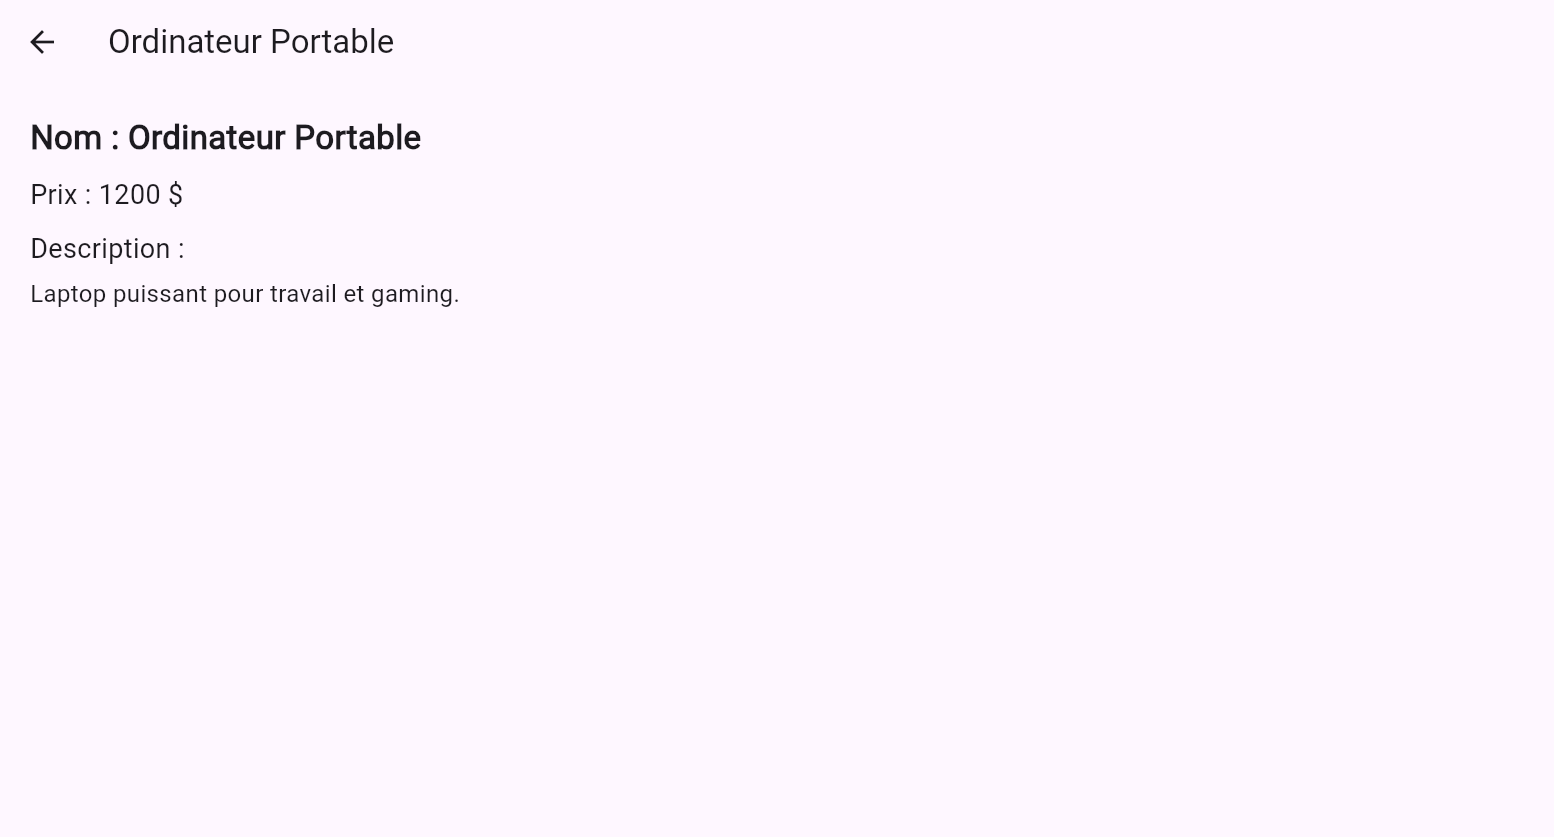 Ordinateur Portable
Nom : Ordinateur Portable
Prix : 1200 $
Description :
Laptop puissant pour travail et gaming.